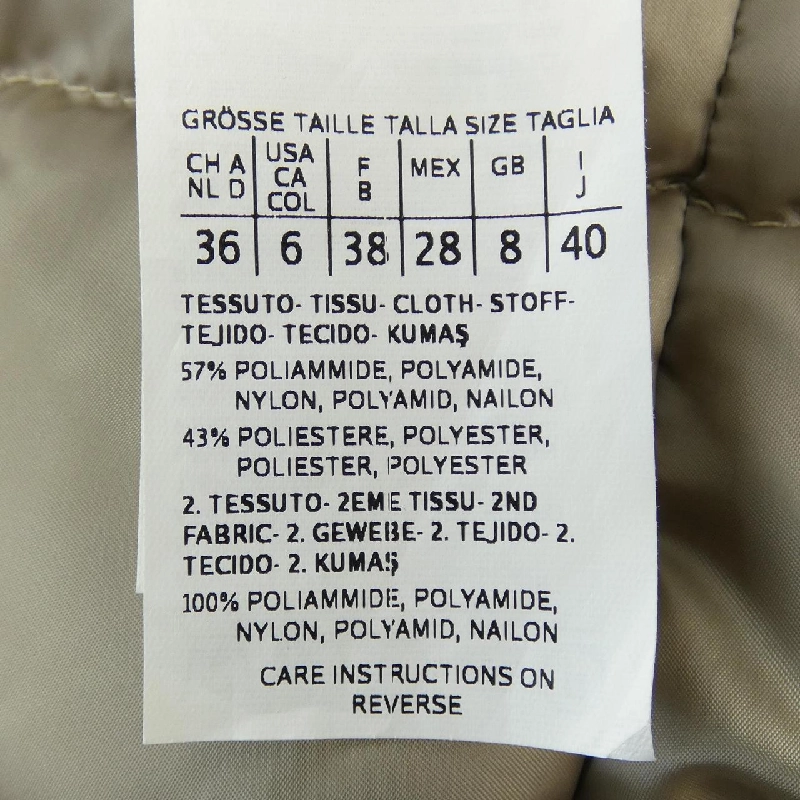 GRÖSSE TAILLE TALLA SIZE TAGLIA
CH A USA F MEX GB I
NL D CA B J
COL
36 6 38 28 8 40
TESSUTO- TISSU- CLOTH- STOFF-
TEJIDO- TECIDO- KUMAŞ
57% POLIAMMIDE, POLYAMIDE,
NYLON, POLYAMID, NAILON
43% POLIESTERE, POLYESTER,
POLIESTER, POLYESTER
2. TESSUTO- 2EME TISSU- 2ND
FABRIC- 2. GEWEBE- 2. TEJIDO- 2.
TECIDO- 2. KUMAŞ
100% POLIAMMIDE, POLYAMIDE,
NYLON, POLYAMID, NAILON
CARE INSTRUCTIONS ON
REVERSE